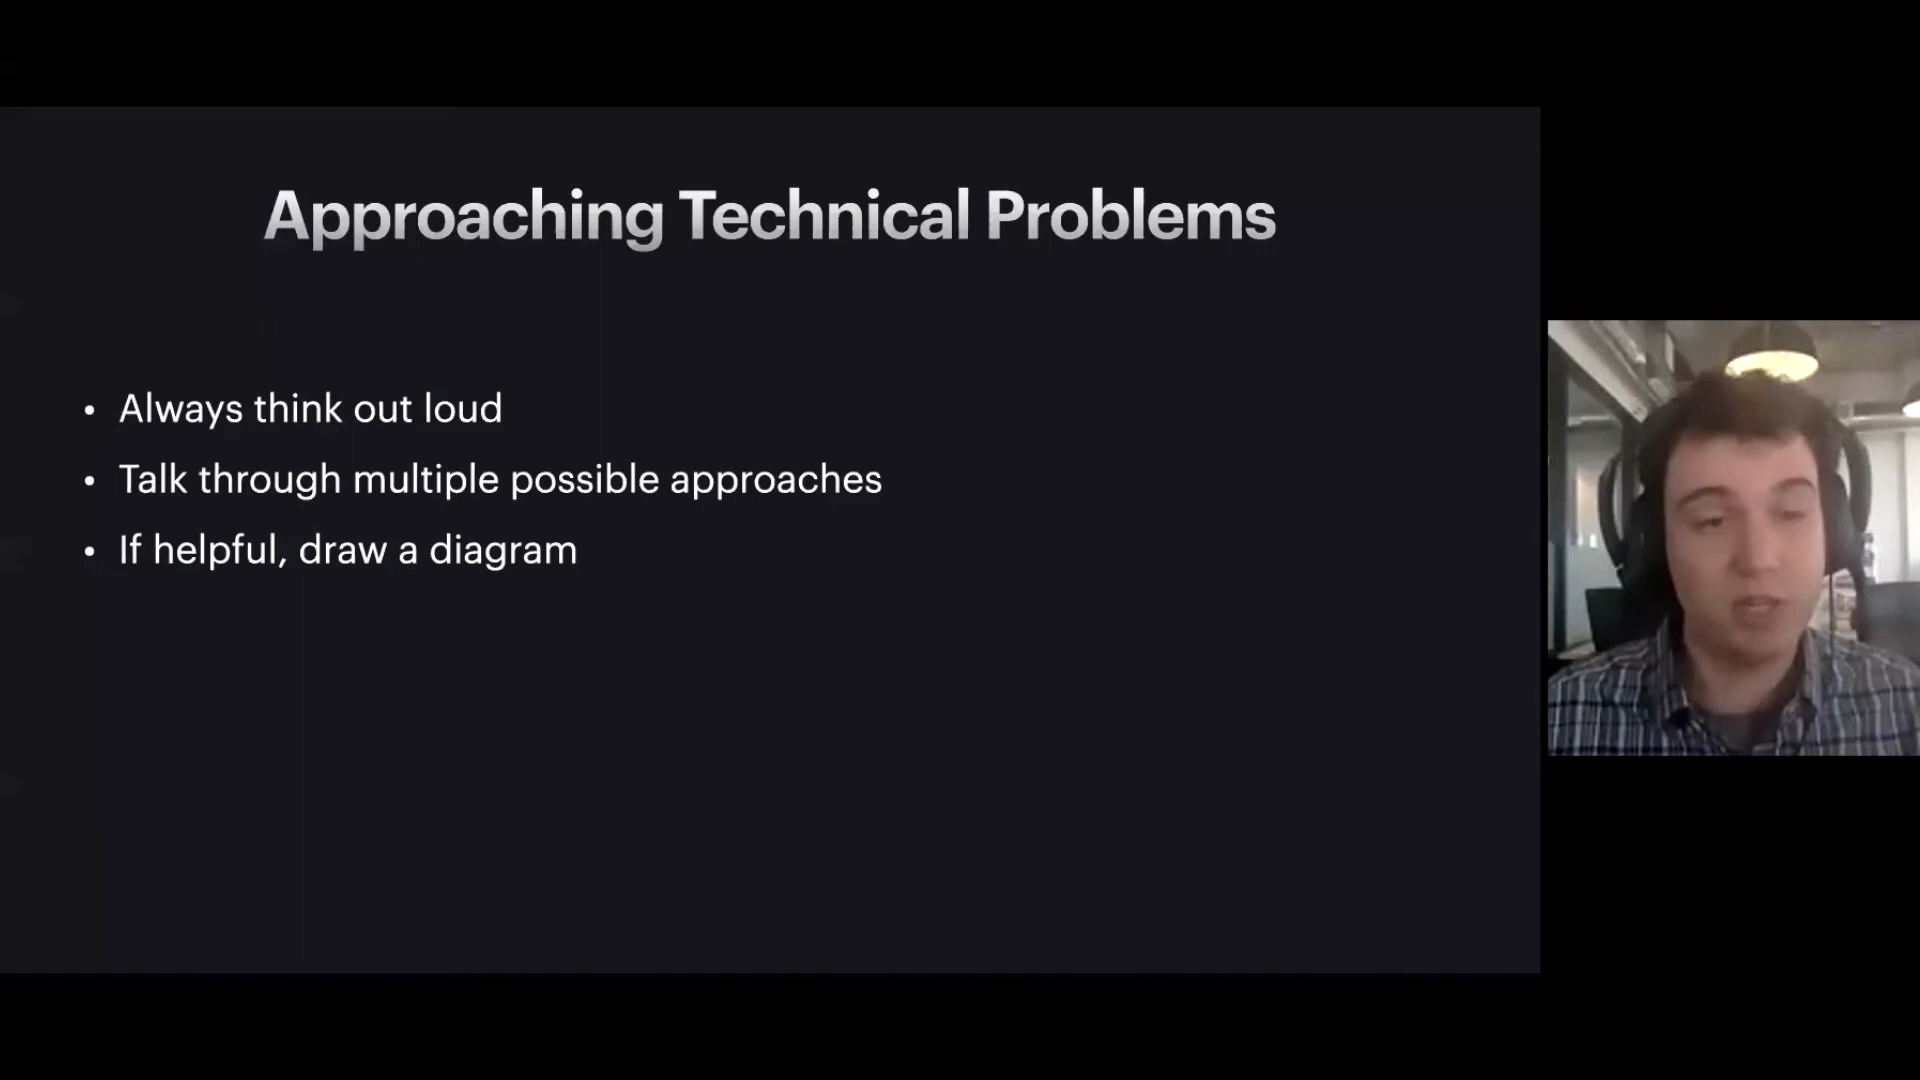 Approaching Technical Problems
• Always think out loud
• Talk through multiple possible approaches
• If helpful, draw a diagram